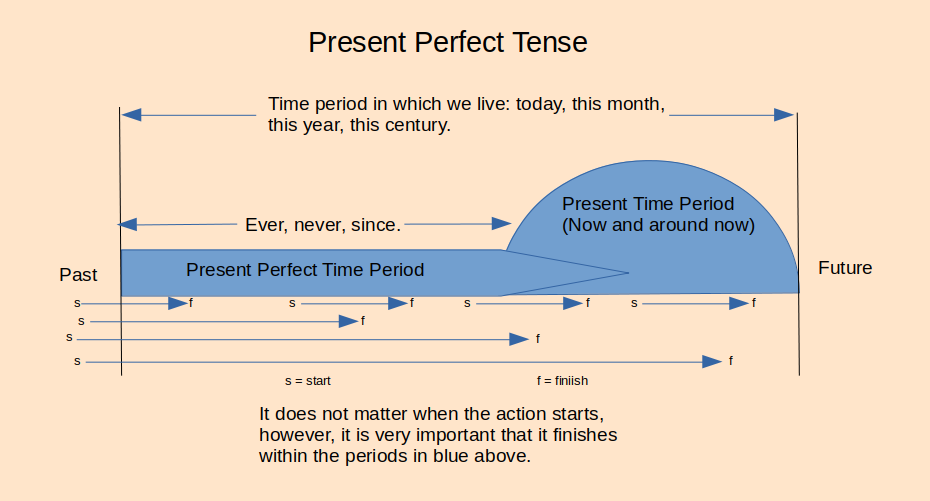 Present Perfect Tense
Time period in which we live: today, this month,
this year, this century.
Present Time Period
(Now and around now)
Ever, never, since.
Past
Present Perfect Time Period
Future
s f s f s f s f
s f
s f
s f
s = start f = finiish
It does not matter when the action starts,
however, it is very important that it finishes
within the periods in blue above.